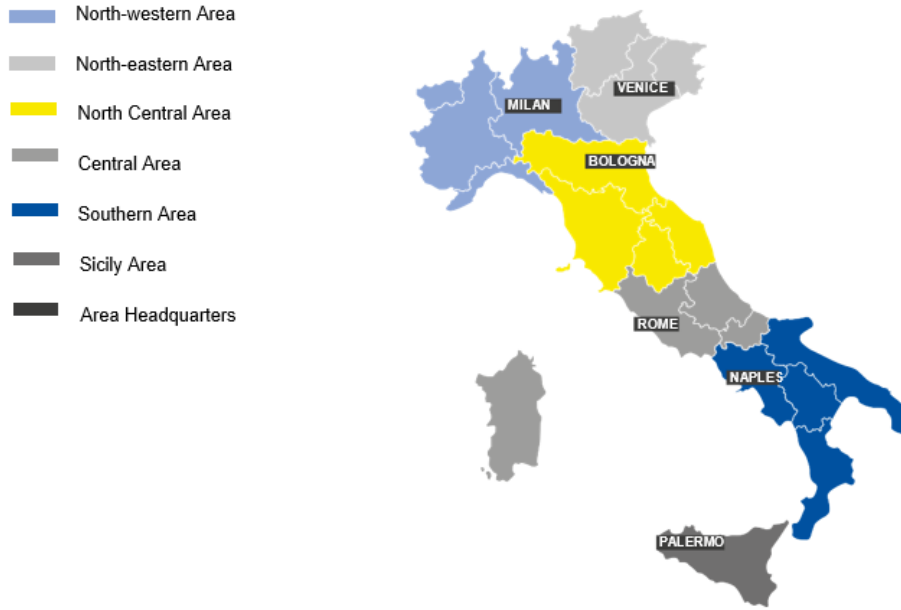 North-western Area
North-eastern Area
North Central Area
Central Area
Southern Area
Sicily Area
Area Headquarters
VENICE
MILAN
BOLOGNA
ROME
NAPLES
PALERMO